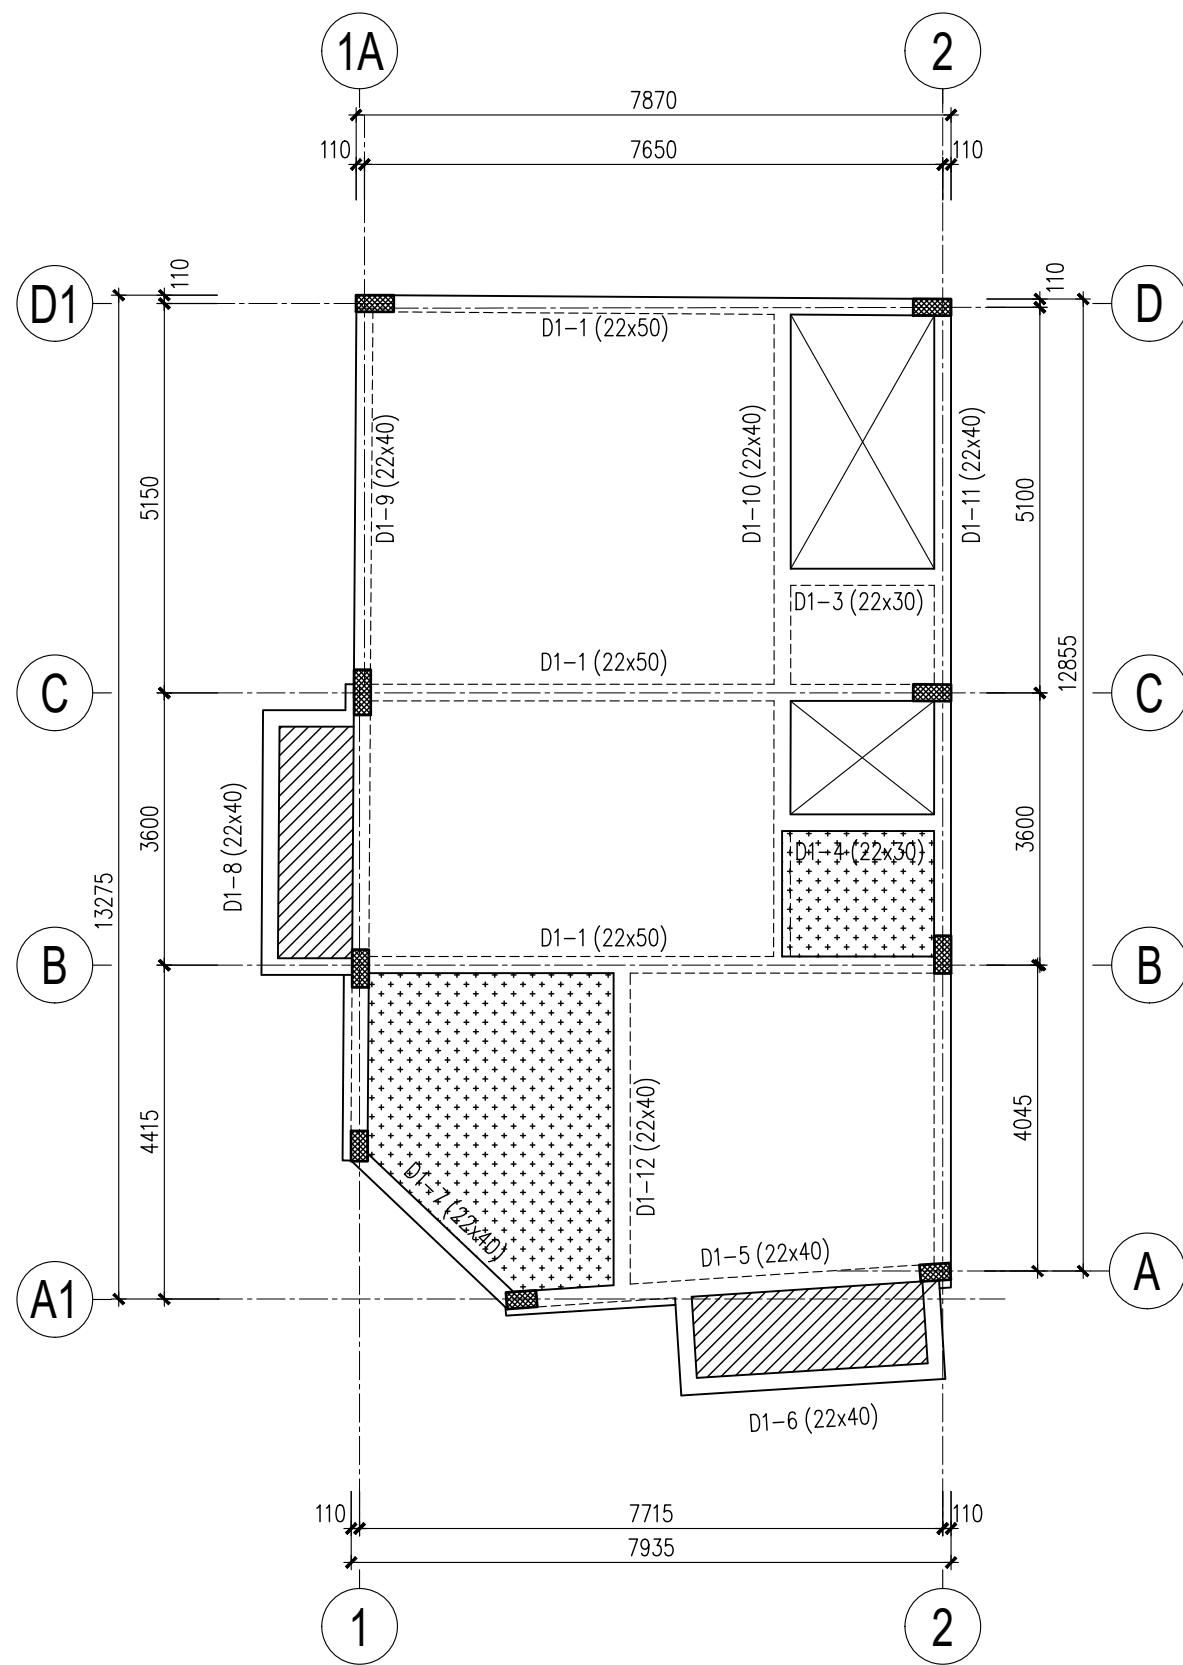 1A
2
7870
110
7650
110
110
110
D1
D
D1-1 (22x50)
D1-9 (22x40)
D1-10 (22x40)
D1-11 (22x40)
5150
5100
D1-3 (22x30)
D1-1 (22x50)
12855
C
C
D1-8 (22x40)
3600
D1-4 (22x30)
3600
13275
D1-1 (22x50)
B
B
4415
D1-12 (22x40)
4045
D1-7 (22x40)
D1-5 (22x40)
A1
A
D1-6 (22x40)
110
7715
110
7935
1
2